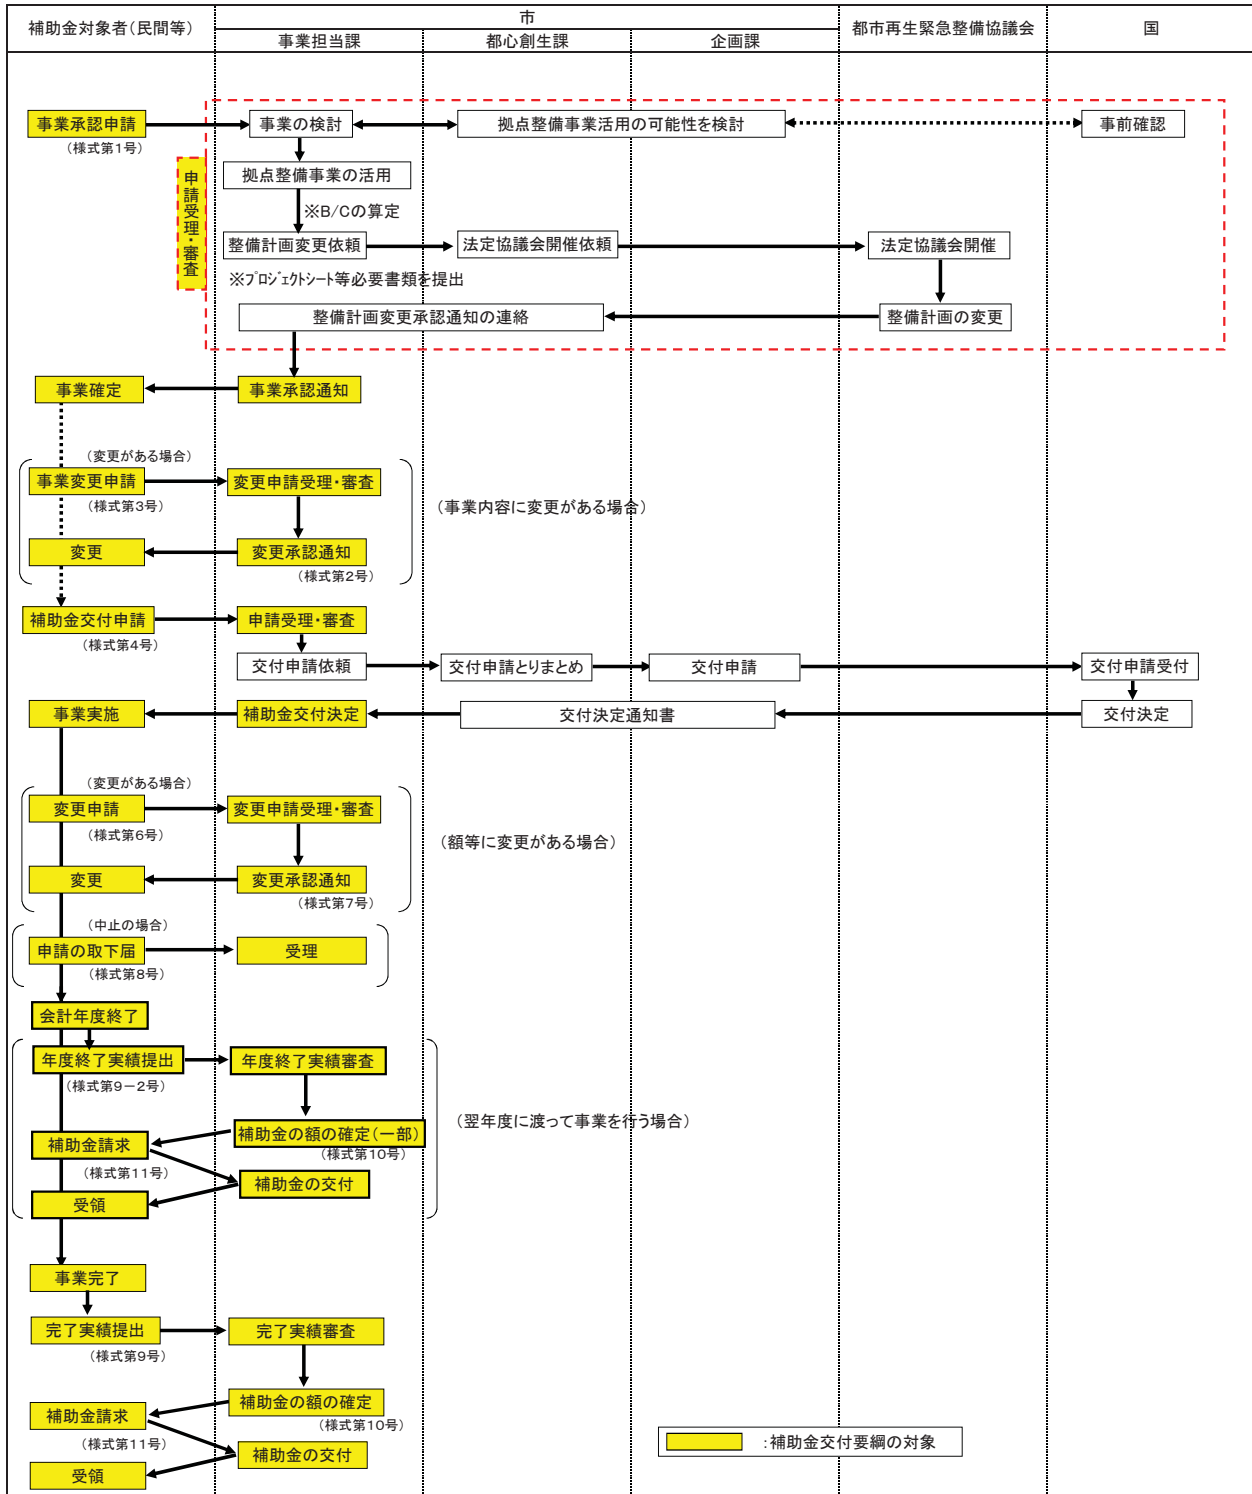 補助金対象者(民間等)
市
事業担当課
都心創生課
企画課
都市再生緊急整備協議会
国
事業承認申請
(様式第1号)
事業の検討
拠点整備事業活用の可能性を検討
事前確認
申請受理・審査
拠点整備事業の活用
※B/Cの算定
整備計画変更依頼
法定協議会開催依頼
法定協議会開催
※プロジェクトシート等必要書類を提出
整備計画変更承認通知の連絡
整備計画の変更
事業確定
事業承認通知
(変更がある場合)
事業変更申請
変更申請受理・審査
(様式第3号)
(事業内容に変更がある場合)
変更
変更承認通知
(様式第2号)
補助金交付申請
申請受理・審査
(様式第4号)
交付申請依頼
交付申請とりまとめ
交付申請
交付申請受付
事業実施
補助金交付決定
交付決定通知書
交付決定
(変更がある場合)
変更申請
変更申請受理・審査
(様式第6号)
(額等に変更がある場合)
変更
変更承認通知
(様式第7号)
(中止の場合)
申請の取下届
受理
(様式第8号)
会計年度終了
年度終了実績提出
年度終了実績審査
(様式第9-2号)
(翌年度に渡って事業を行う場合)
補助金の額の確定(一部)
補助金請求
(様式第10号)
(様式第11号)
補助金の交付
受領
事業完了
完了実績提出
完了実績審査
(様式第9号)
補助金の額の確定
補助金請求
(様式第10号)
(様式第11号)
補助金の交付
:補助金交付要綱の対象
受領